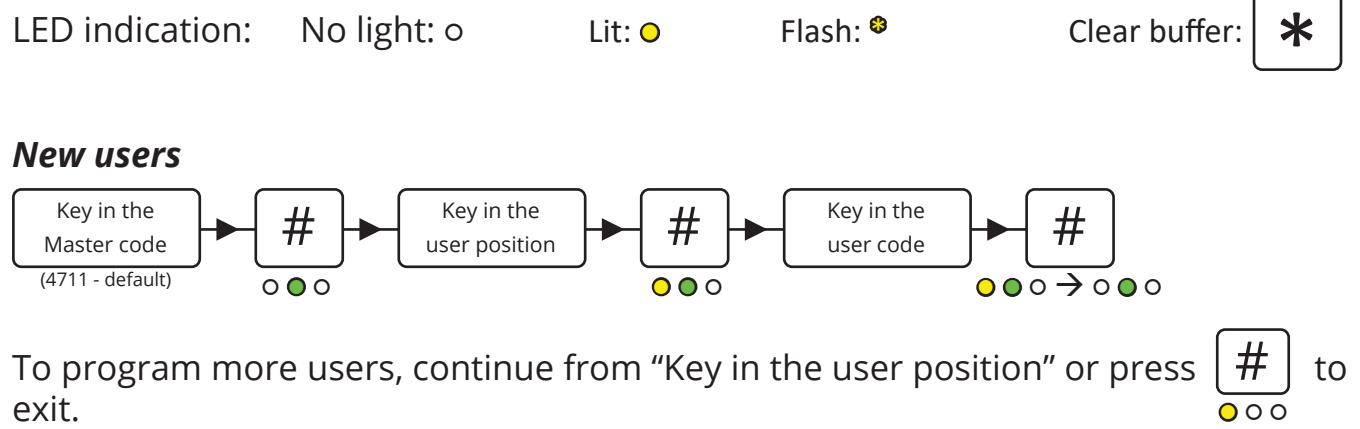 LED indication: No light: Lit: Flash: Clear buffer: *
New users
Key in the Master code # Key in the user position # Key in the user code #
(4711 - default)
To program more users, continue from “Key in the user position” or press # to
exit.